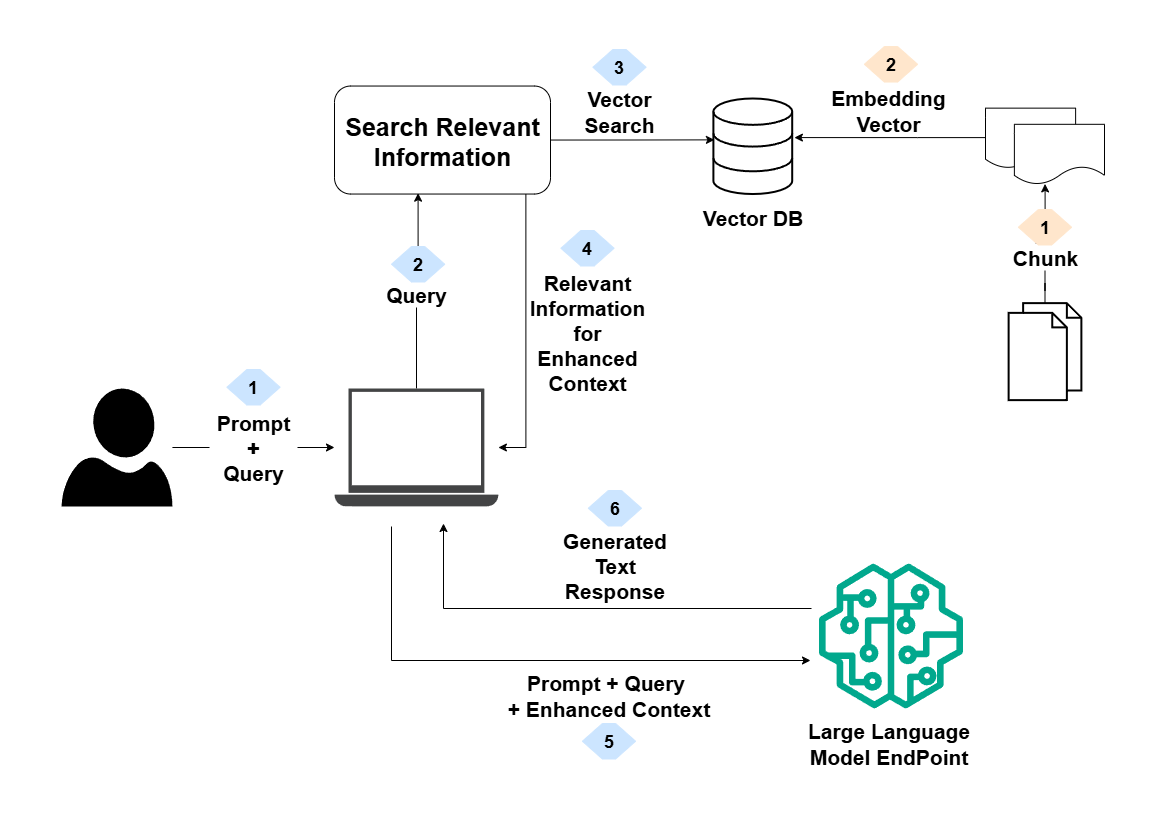 3
Vector
Search
2
Embedding
Vector
Search Relevant
Information
Vector DB
1
Chunk
2
Query
4
Relevant
Information
for
Enhanced
Context
1
Prompt
+
Query
6
Generated
Text
Response
Prompt + Query
+ Enhanced Context
5
Large Language
Model EndPoint